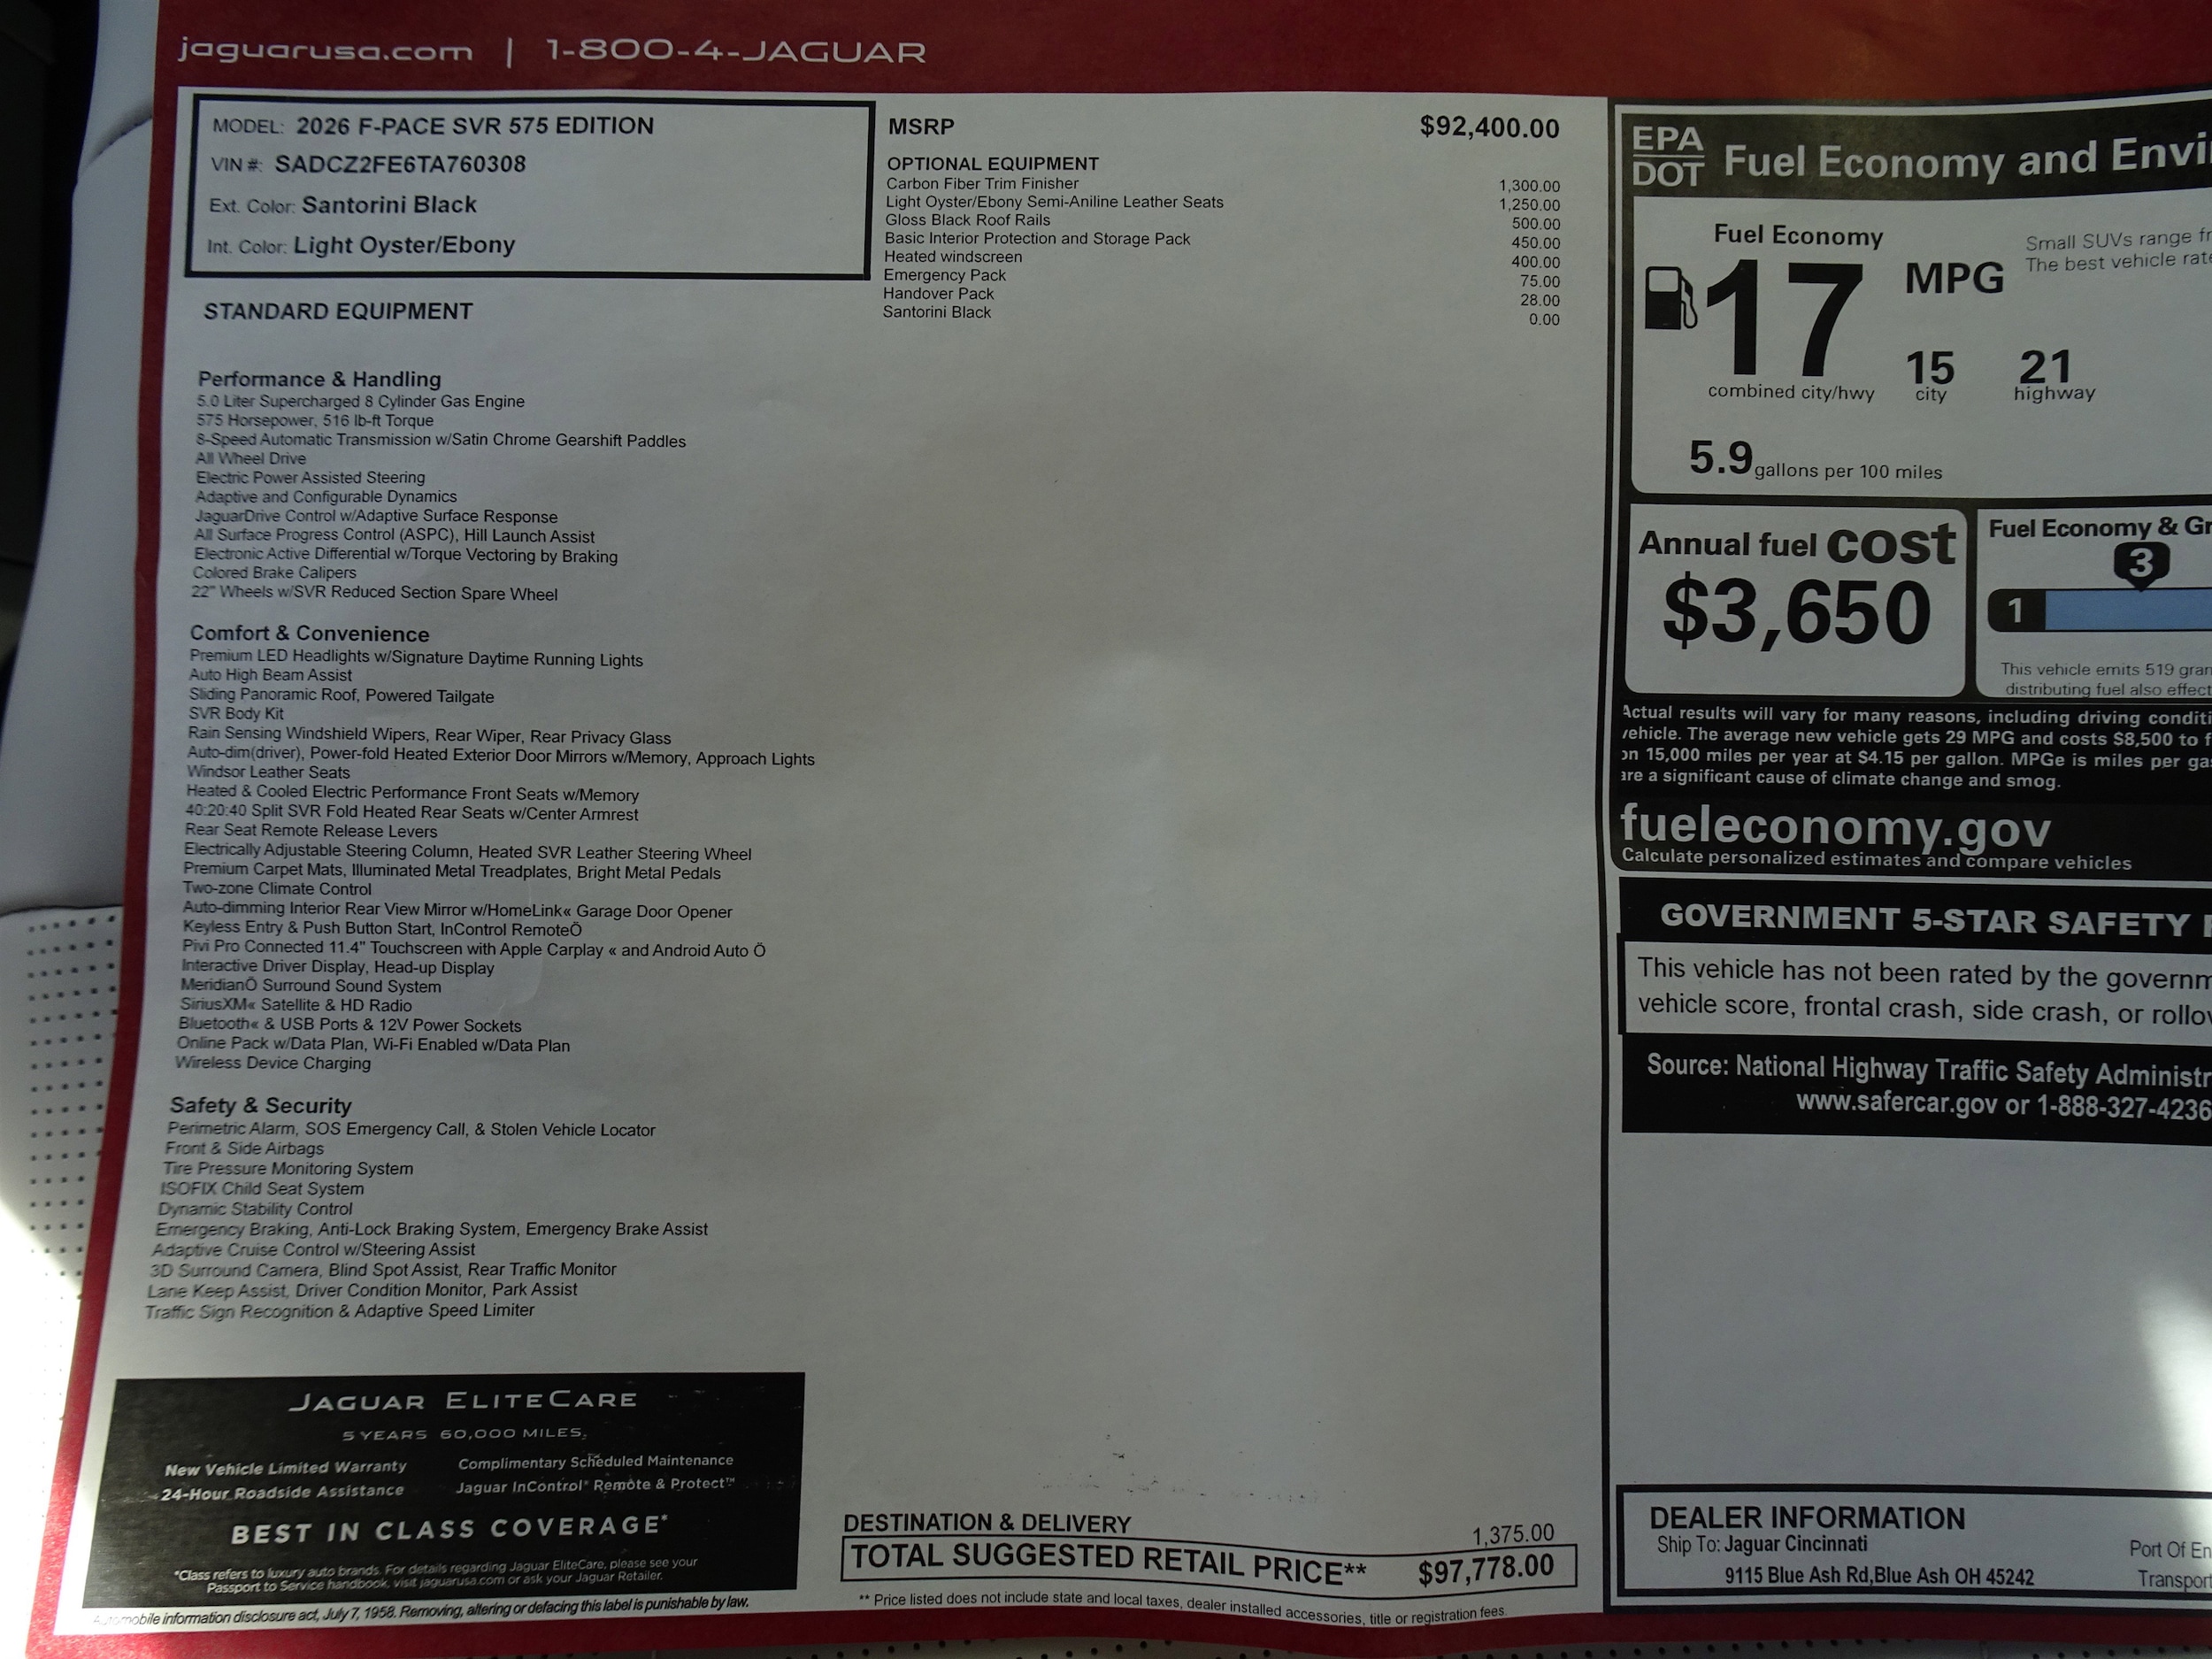 jaguarusa.com | 1-800-4-JAGUAR
MODEL: 2026 F-PACE SVR 575 EDITION
VIN #: SADCZ2FE6TA760308
Ext. Color: Santorini Black
Int. Color: Light Oyster/Ebony
STANDARD EQUIPMENT
Performance & Handling
5.0 Liter Supercharged 8 Cylinder Gas Engine
575 Horsepower, 516 lb-ft Torque
8-Speed Automatic Transmission w/Satin Chrome Gearshift Paddles
All Wheel Drive
Electric Power Assisted Steering
Adaptive and Configurable Dynamics
JaguarDrive Control w/Adaptive Surface Response
All Surface Progress Control (ASPC), Hill Launch Assist
Electronic Active Differential w/Torque Vectoring by Braking
Colored Brake Calipers
22" Wheels w/SVR Reduced Section Spare Wheel
Comfort & Convenience
Premium LED Headlights w/Signature Daytime Running Lights
Auto High Beam Assist
Sliding Panoramic Roof, Powered Tailgate
SVR Body Kit
Rain Sensing Windshield Wipers, Rear Wiper, Rear Privacy Glass
Auto-dim(driver), Power-fold Heated Exterior Door Mirrors w/Memory, Approach Lights
Windsor Leather Seats
Heated & Cooled Electric Performance Front Seats w/Memory
40:20:40 Split SVR Fold Heated Rear Seats w/Center Armrest
Rear Seat Remote Release Levers
Electrically Adjustable Steering Column, Heated SVR Leather Steering Wheel
Premium Carpet Mats, Illuminated Metal Treadplates, Bright Metal Pedals
Two-zone Climate Control
Auto-dimming Interior Rear View Mirror w/HomeLink« Garage Door Opener
Keyless Entry & Push Button Start, InControl RemoteÖ
Pivi Pro Connected 11.4" Touchscreen with Apple Carplay « and Android Auto Ö
Interactive Driver Display, Head-up Display
MeridianÖ Surround Sound System
SiriusXM« Satellite & HD Radio
Bluetooth« & USB Ports & 12V Power Sockets
Online Pack w/Data Plan, Wi-Fi Enabled w/Data Plan
Wireless Device Charging
Safety & Security
Perimetric Alarm, SOS Emergency Call, & Stolen Vehicle Locator
Front & Side Airbags
Tire Pressure Monitoring System
ISOFIX Child Seat System
Dynamic Stability Control
Emergency Braking, Anti-Lock Braking System, Emergency Brake Assist
Adaptive Cruise Control w/Steering Assist
3D Surround Camera, Blind Spot Assist, Rear Traffic Monitor
Lane Keep Assist, Driver Condition Monitor, Park Assist
Traffic Sign Recognition & Adaptive Speed Limiter
JAGUAR ELITECARE
5 YEARS 60,000 MILES
New Vehicle Limited Warranty Complimentary Scheduled Maintenance
24-Hour Roadside Assistance Jaguar InControl® Remote & Protect™
BEST IN CLASS COVERAGE*
*Class refers to luxury auto brands. For details regarding Jaguar EliteCare, please see your
Passport to Service handbook, visit jaguarusa.com or ask your Jaguar Retailer.
Automobile information disclosure act, July 7, 1958. Removing, altering or defacing this label is punishable by law.
MSRP $92,400.00
OPTIONAL EQUIPMENT
Carbon Fiber Trim Finisher 1,300.00
Light Oyster/Ebony Semi-Aniline Leather Seats 1,250.00
Gloss Black Roof Rails 500.00
Basic Interior Protection and Storage Pack 450.00
Heated windscreen 400.00
Emergency Pack 75.00
Handover Pack 28.00
Santorini Black 0.00
DESTINATION & DELIVERY 1,375.00
TOTAL SUGGESTED RETAIL PRICE** $97,778.00
** Price listed does not include state and local taxes, dealer installed accessories, title or registration fees.
EPA
DOT
Fuel Economy and Envi
Fuel Economy
Small SUVs range
The best vehicle
17 MPG
combined city/hwy
15
city
21
highway
5.9 gallons per 100 miles
Annual fuel cost
$3,650
Fuel Economy &
3
1
This vehicle emits 519
distributing fuel also
Actual results will vary for many reasons, including driving
vehicle. The average new vehicle gets 29 MPG and costs $8,500 to
on 15,000 miles per year at $4.15 per gallon. MPGe is miles per
are a significant cause of climate change and smog.
fueleconomy.gov
Calculate personalized estimates and compare vehicles
GOVERNMENT 5-STAR SAFETY
This vehicle has not been rated by the
vehicle score, frontal crash, side crash, or
Source: National Highway Traffic Safety
www.safercar.gov or 1-888-327-4236
DEALER INFORMATION
Ship To: Jaguar Cincinnati
9115 Blue Ash Rd,Blue Ash OH 45242
Port Of
Transport